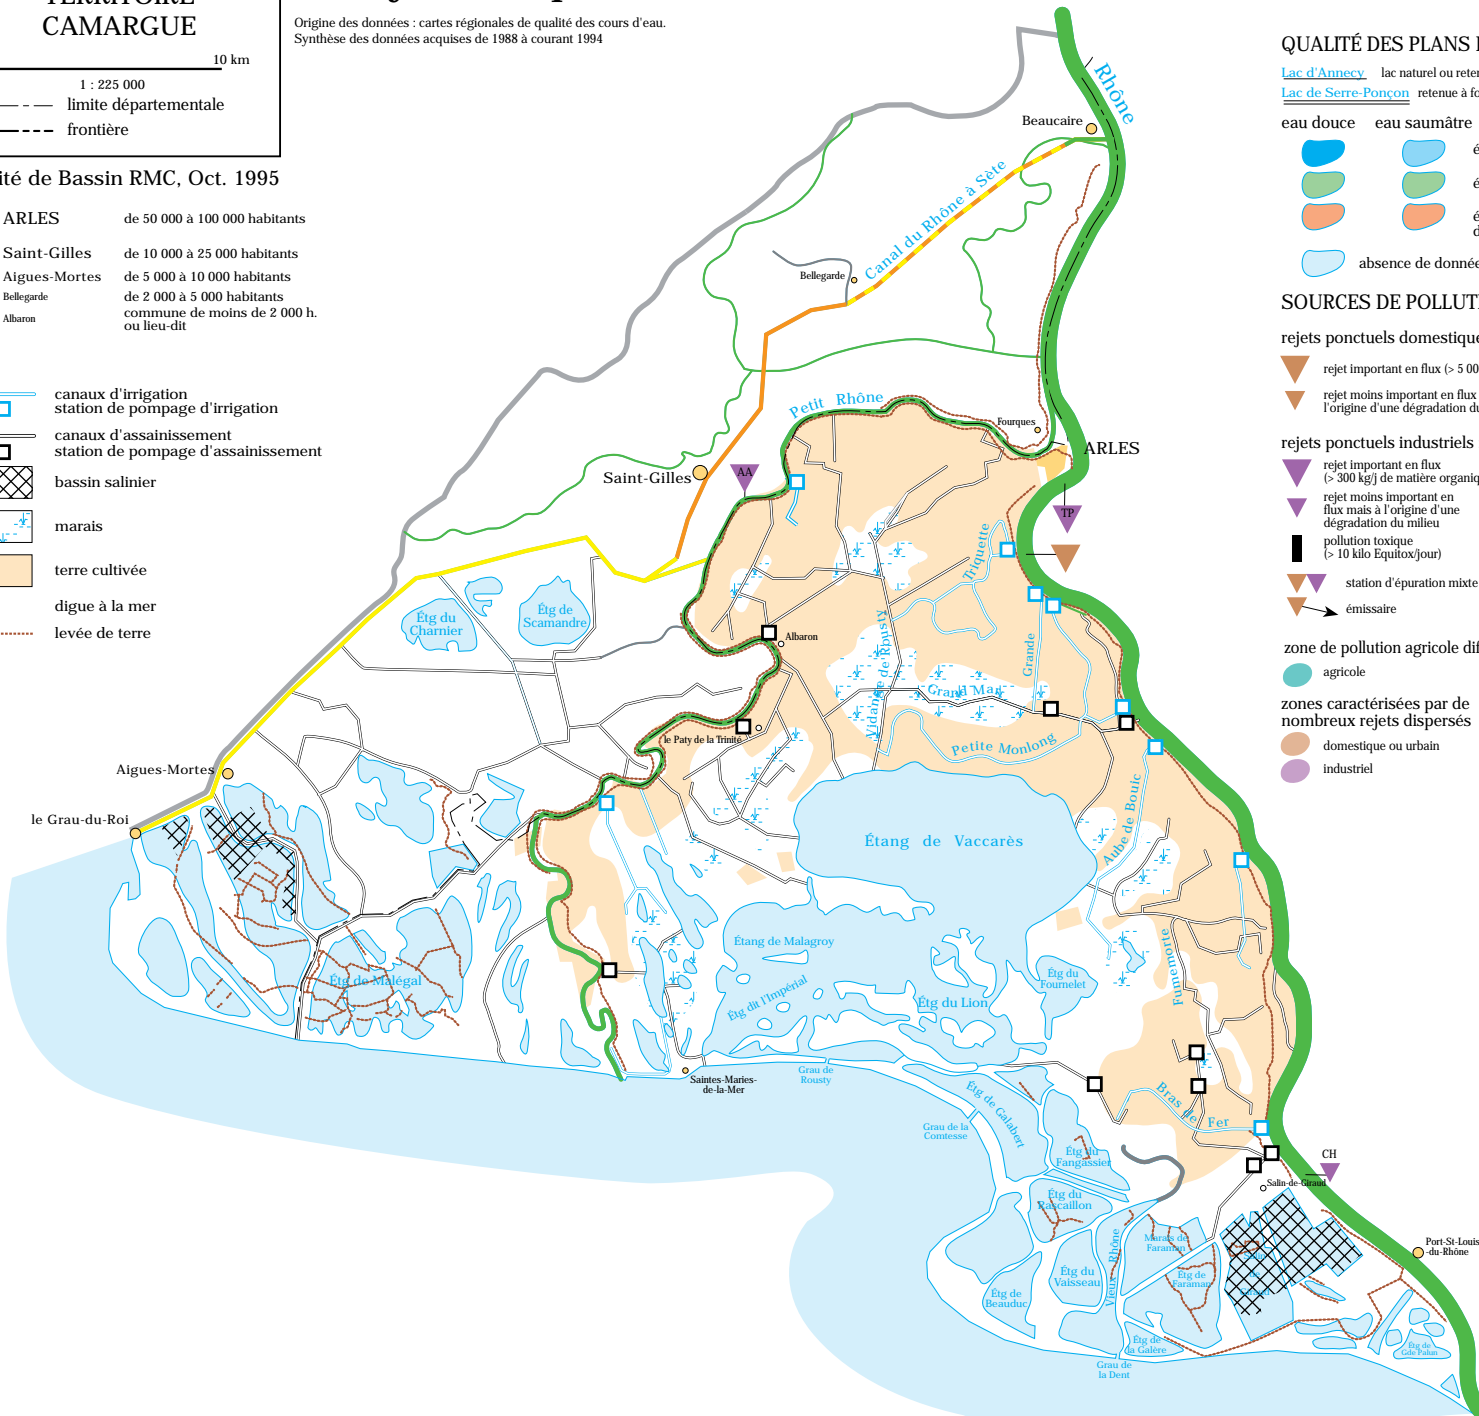 CAMARGUE
10 km
1 : 225 000
limite départementale
frontière
Origine des données : cartes régionales de qualité des cours d'eau.
Synthèse des données acquises de 1988 à courant 1994
de Bassin RMC, Oct. 1995
ARLES de 50 000 à 100 000 habitants
Saint-Gilles de 10 000 à 25 000 habitants
Aigues-Mortes de 5 000 à 10 000 habitants
Bellegarde de 2 000 à 5 000 habitants
Albaron commune de moins de 2 000 h.
ou lieu-dit
canaux d'irrigation
station de pompage d'irrigation
canaux d'assainissement
station de pompage d'assainissement
bassin salinier
marais
terre cultivée
digue à la mer
levée de terre
QUALITÉ DES PLANS
Lac d'Annecy lac naturel ou
Lac de Serre-Ponçon retenue à
eau douce eau saumâtre
absence de
SOURCES DE
rejets ponctuels
rejet important en flux (> 5
rejet moins important en flux
l'origine d'une dégradation
rejets ponctuels industriels
rejet important en flux
(> 300 kg/j de matière
rejet moins important en
flux mais à l'origine d'une
dégradation du milieu
pollution toxique
(> 10 kilo Equitox/jour)
station d'épuration mixte
émissaire
zone de pollution agricole
agricole
zones caractérisées par de
nombreux rejets dispersés
domestique ou urbain
industriel
Rhône
Beaucaire
Canal du Rhône à Sète
Bellegarde
Petit Rhône
Fourques
ARLES
Saint-Gilles
AA
TP
Triquette
Étg du
Charnier
Étg de
Scamandre
Albaron
Vidange de Rousty
Grande
Grand Mar
Petite Monlong
le Paty de la Trinité
Aigues-Mortes
le Grau-du-Roi
Étang de Vaccarès
Aube de Bouic
Étang de Malagroy
Fumemorte
Étg de Malégal
Étg dit l'Impérial
Étg du Lion
Étg du
Fournelet
Saintes-Maries-
de-la-Mer
Grau de
Rousty
Étg de Galabert
Bras de Fer
Grau de la
Comtesse
Étg du
Fangassier
CH
Salin-de-Giraud
Étg du
Rascaillon
Marais de
Faraman
Port-St-Louis
-du-Rhône
Vieux Rhône
Étg du
Vaisseau
Étg de
Faraman
Étg de
Beauduc
Étg de
la Galère
Étg de
Gde Palun
Grau de
la Dent